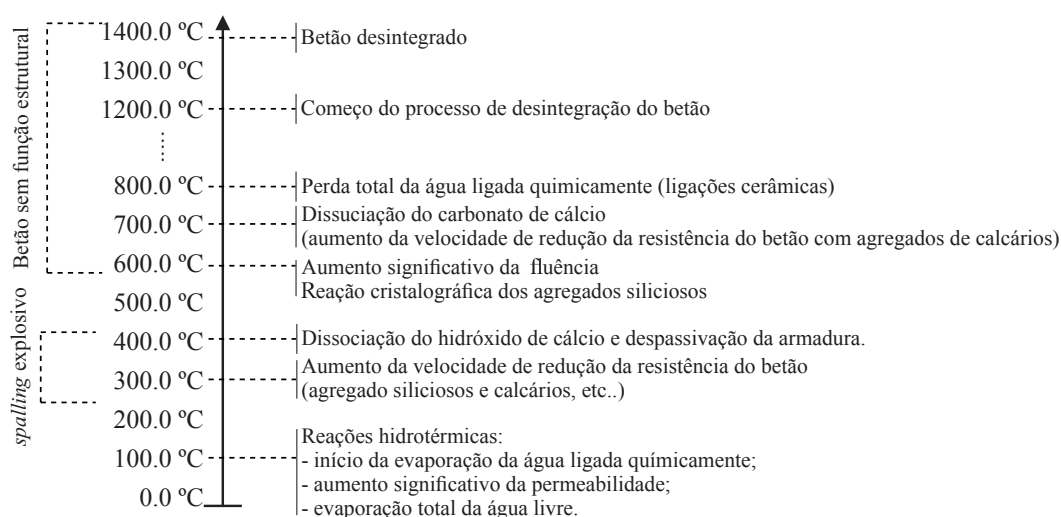 Betão sem função estrutural
spalling explosivo
1400.0 ºC
Betão desintegrado
1300.0 ºC
1200.0 ºC
Começo do processo de desintegração do betão
800.0 ºC
Perda total da água ligada quimicamente (ligações cerâmicas)
700.0 ºC
Dissuciação do carbonato de cálcio
(aumento da velocidade de redução da resistência do betão com agregados de calcários)
600.0 ºC
Aumento significativo da fluência
Reação cristalográfica dos agregados siliciosos
500.0 ºC
400.0 ºC
Dissociação do hidróxido de cálcio e despassivação da armadura.
300.0 ºC
Aumento da velocidade de redução da resistência do betão
(agregado siliciosos e calcários, etc..)
200.0 ºC
100.0 ºC
Reações hidrotérmicas:
- início da evaporação da água ligada químicamente;
- aumento significativo da permeabilidade;
- evaporação total da água livre.
0.0 ºC